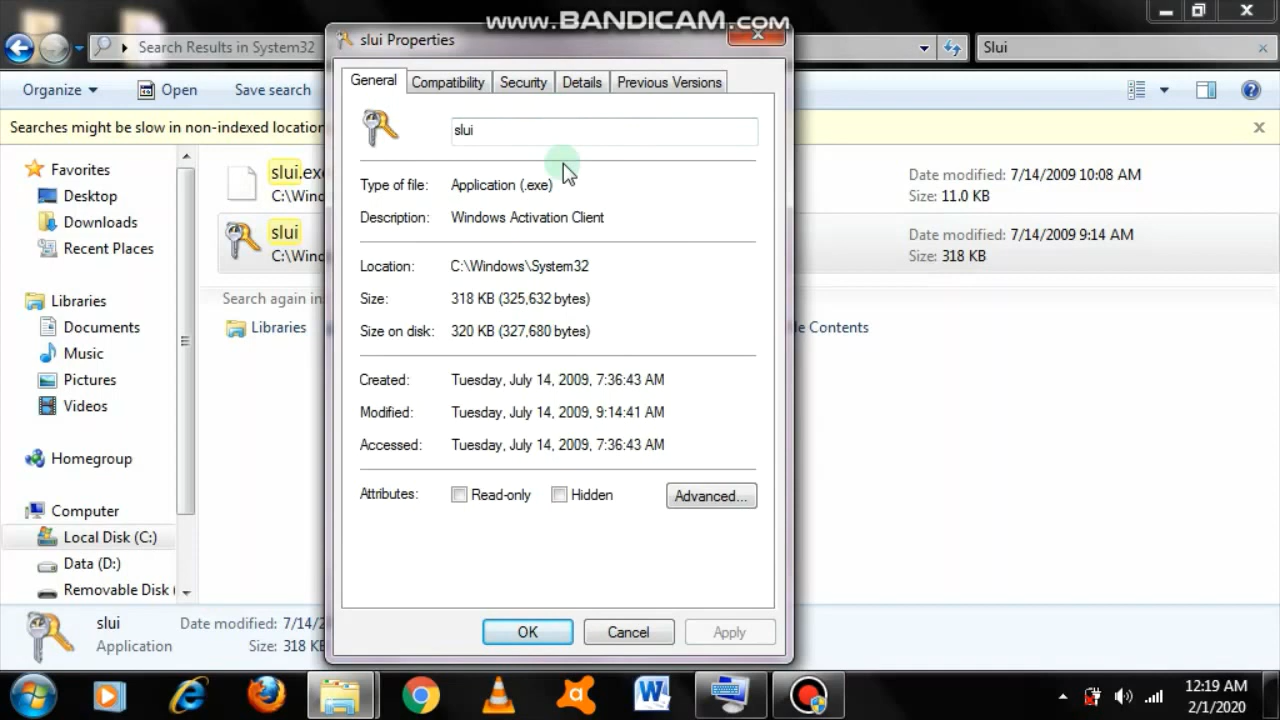 www.BANDICAM.com
slui Properties
Search Results in System32
Slui
Organize
Open
Save search
General
Compatibility
Security
Details
Previous Versions
Searches might be slow in non-indexed location
slui
Favorites
Desktop
Downloads
Recent Places
Libraries
Documents
Music
Pictures
Videos
Homegroup
Computer
Local Disk (C:)
Data (D:)
Removable Disk
slui.exe
C:\Wind
Date modified: 7/14/2009 10:08 AM
Size: 11.0 KB
slui
C:\Wind
Date modified: 7/14/2009 9:14 AM
Size: 318 KB
Search again in
Libraries
le Contents
Type of file: Application (.exe)
Description: Windows Activation Client
Location: C:\Windows\System32
Size: 318 KB (325,632 bytes)
Size on disk: 320 KB (327,680 bytes)
Created: Tuesday, July 14, 2009, 7:36:43 AM
Modified: Tuesday, July 14, 2009, 9:14:41 AM
Accessed: Tuesday, July 14, 2009, 7:36:43 AM
Attributes: Read-only Hidden Advanced...
OK Cancel Apply
slui Date modified: 7/14/2
Application Size: 318 KB
12:19 AM
2/1/2020